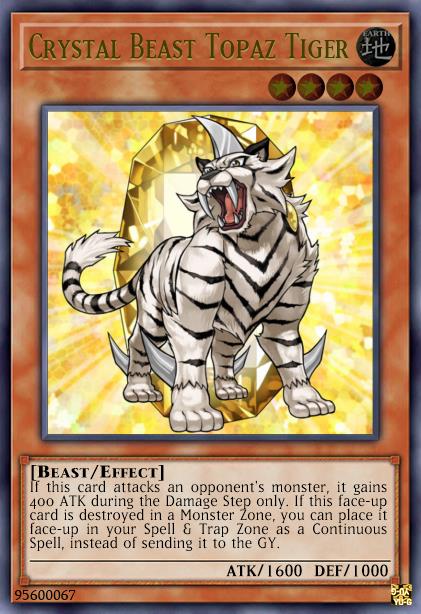 Crystal Beast Topaz Tiger
EARTH
地
[Beast/Effect]
If this card attacks an opponent's monster, it gains
400 ATK during the Damage Step only. If this face-up
card is destroyed in a Monster Zone, you can place it
face-up in your Spell & Trap Zone as a Continuous
Spell, instead of sending it to the GY.
ATK/1600 DEF/1000
95600067